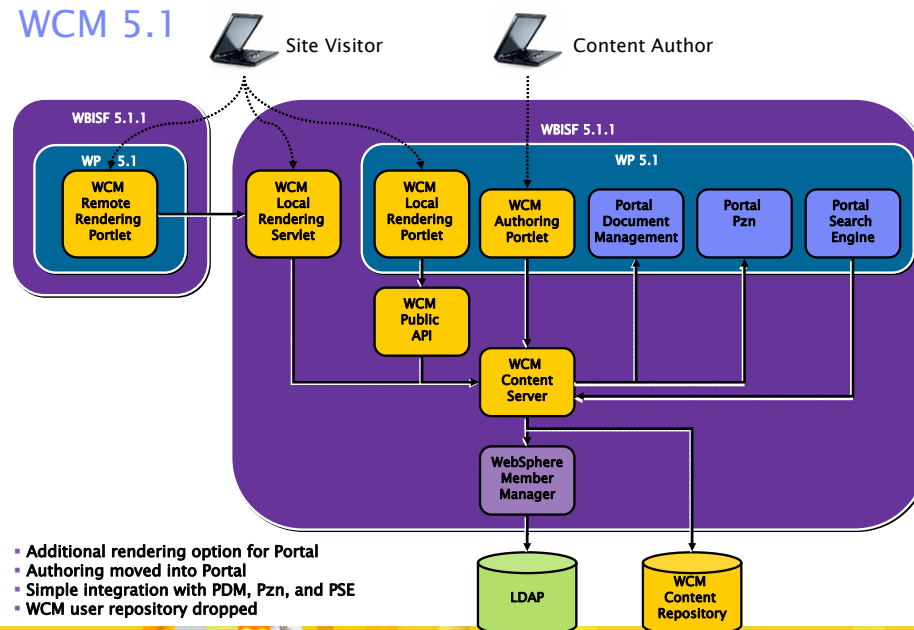 WCM 5.1
Site Visitor
Content Author
WBISF 5.1.1
WP 5.1
WCM
Remote
Rendering
Portlet
WCM
Local
Rendering
Servlet
WBISF 5.1.1
WP 5.1
WCM
Local
Rendering
Portlet
WCM
Authoring
Portlet
Portal
Document
Management
Portal
Pzn
Portal
Search
Engine
WCM
Public
API
WCM
Content
Server
WebSphere
Member
Manager
LDAP
WCM
Content
Repository
▪ Additional rendering option for Portal
▪ Authoring moved into Portal
▪ Simple integration with PDM, Pzn, and PSE
▪ WCM user repository dropped